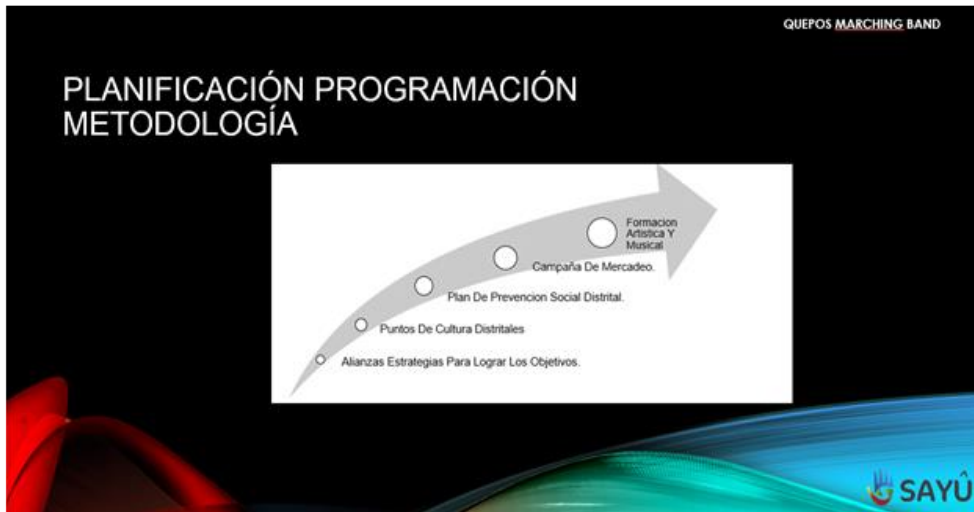 QUEPOS MARCHING BAND
PLANIFICACIÓN PROGRAMACIÓN
METODOLOGÍA
Formacion
Artistica Y
Musical
Campaña De Mercadeo.
Plan De Prevencion Social Distrital.
Puntos De Cultura Distritales
Alianzas Estrategias Para Lograr Los Objetivos.
SAYÛ